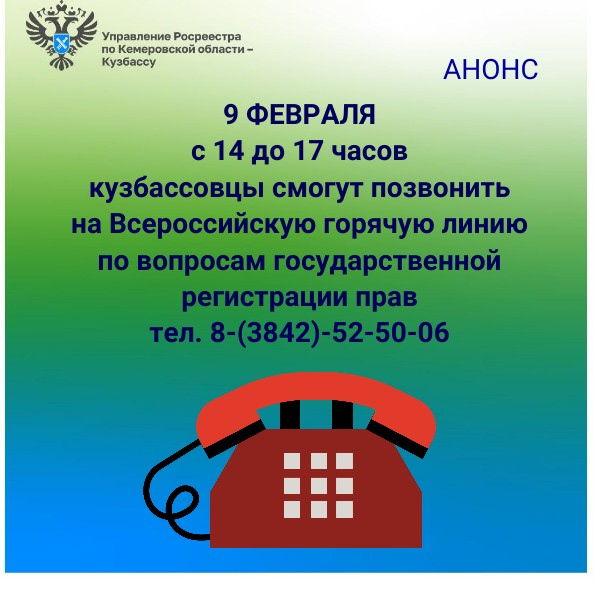 Управление Росреестра
по Кемеровской области –
Кузбассу
АНОНС
9 ФЕВРАЛЯ
с 14 до 17 часов
кузбассовцы смогут позвонить
на Всероссийскую горячую линию
по вопросам государственной
регистрации прав
тел. 8-(3842)-52-50-06